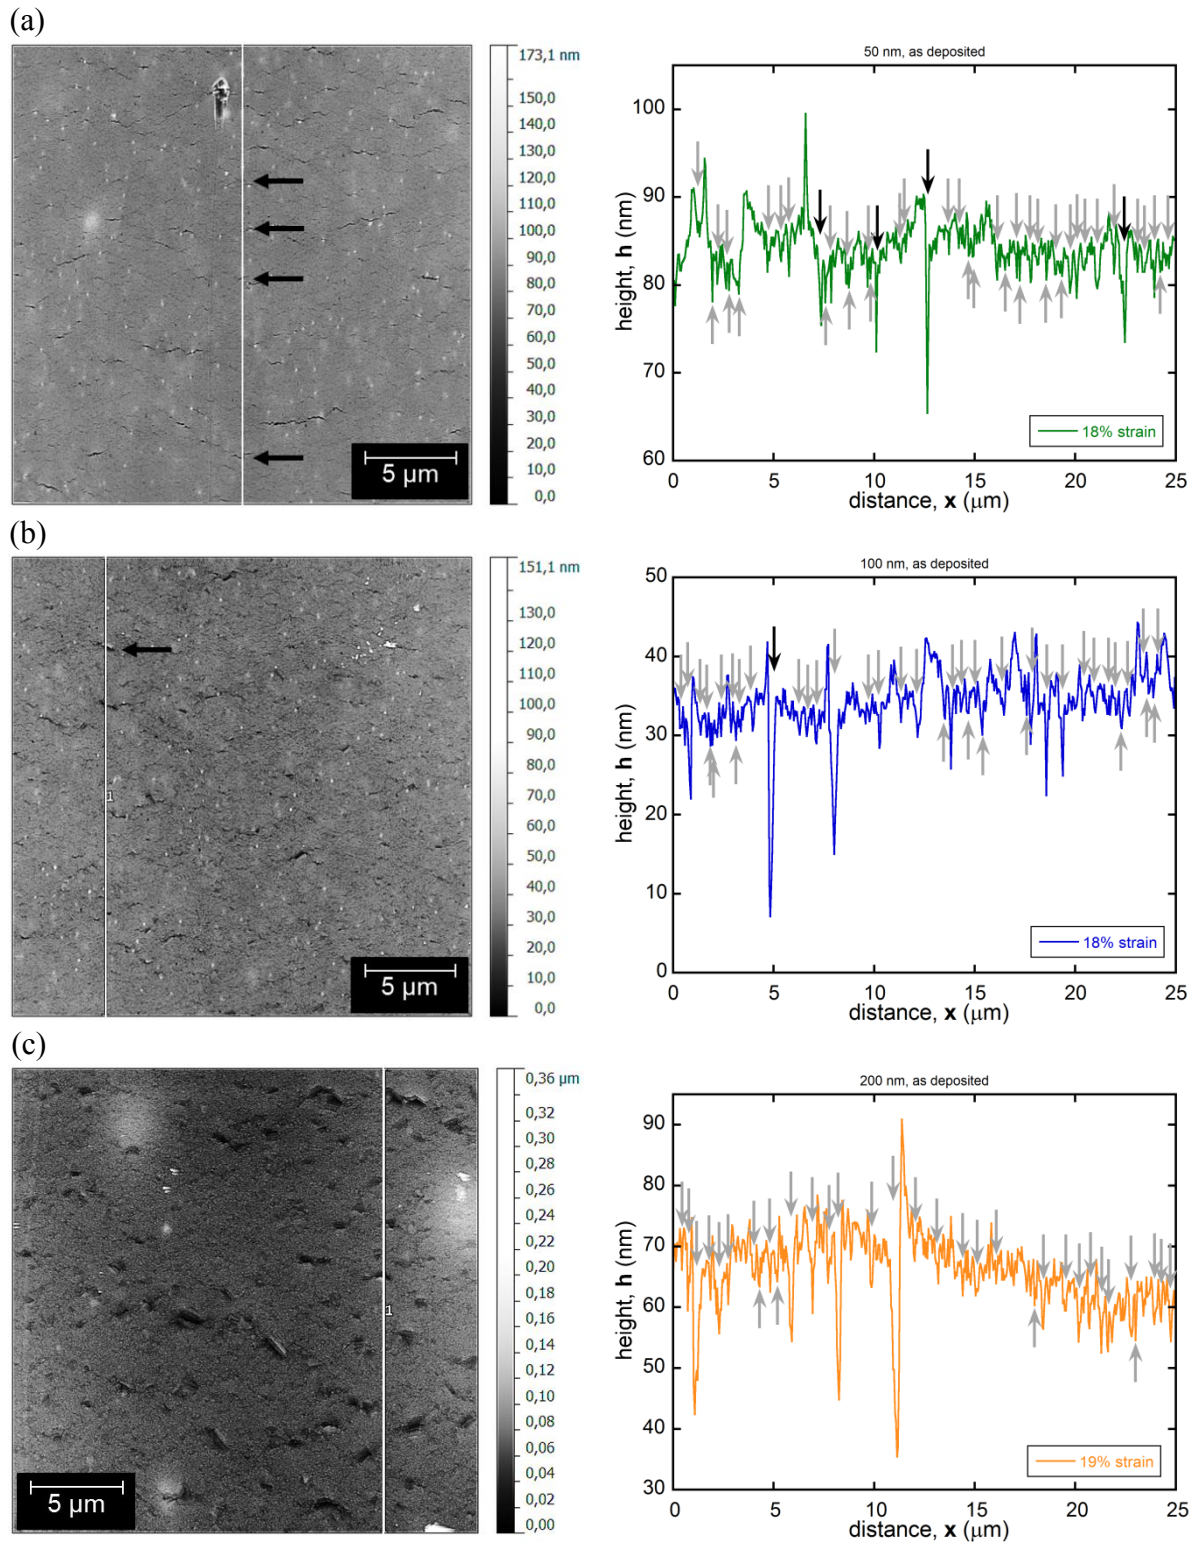 (a)
173,1 nm
150,0
140,0
130,0
120,0
110,0
100,0
90,0
80,0
70,0
60,0
50,0
40,0
30,0
20,0
10,0
0,0
5 µm
50 nm, as deposited
height, h (nm)
100
90
80
70
60
18% strain
0 5 10 15 20 25
distance, x (µm)
(b)
151,1 nm
130,0
120,0
110,0
100,0
90,0
80,0
70,0
60,0
50,0
40,0
30,0
20,0
10,0
0,0
1
5 µm
100 nm, as deposited
height, h (nm)
50
40
30
20
10
0
18% strain
0 5 10 15 20 25
distance, x (µm)
(c)
0,36 µm
0,32
0,30
0,28
0,26
0,24
0,22
0,20
0,18
0,16
0,14
0,12
0,10
0,08
0,06
0,04
0,02
0,00
1
5 µm
200 nm, as deposited
height, h (nm)
90
80
70
60
50
40
30
19% strain
0 5 10 15 20 25
distance, x (µm)